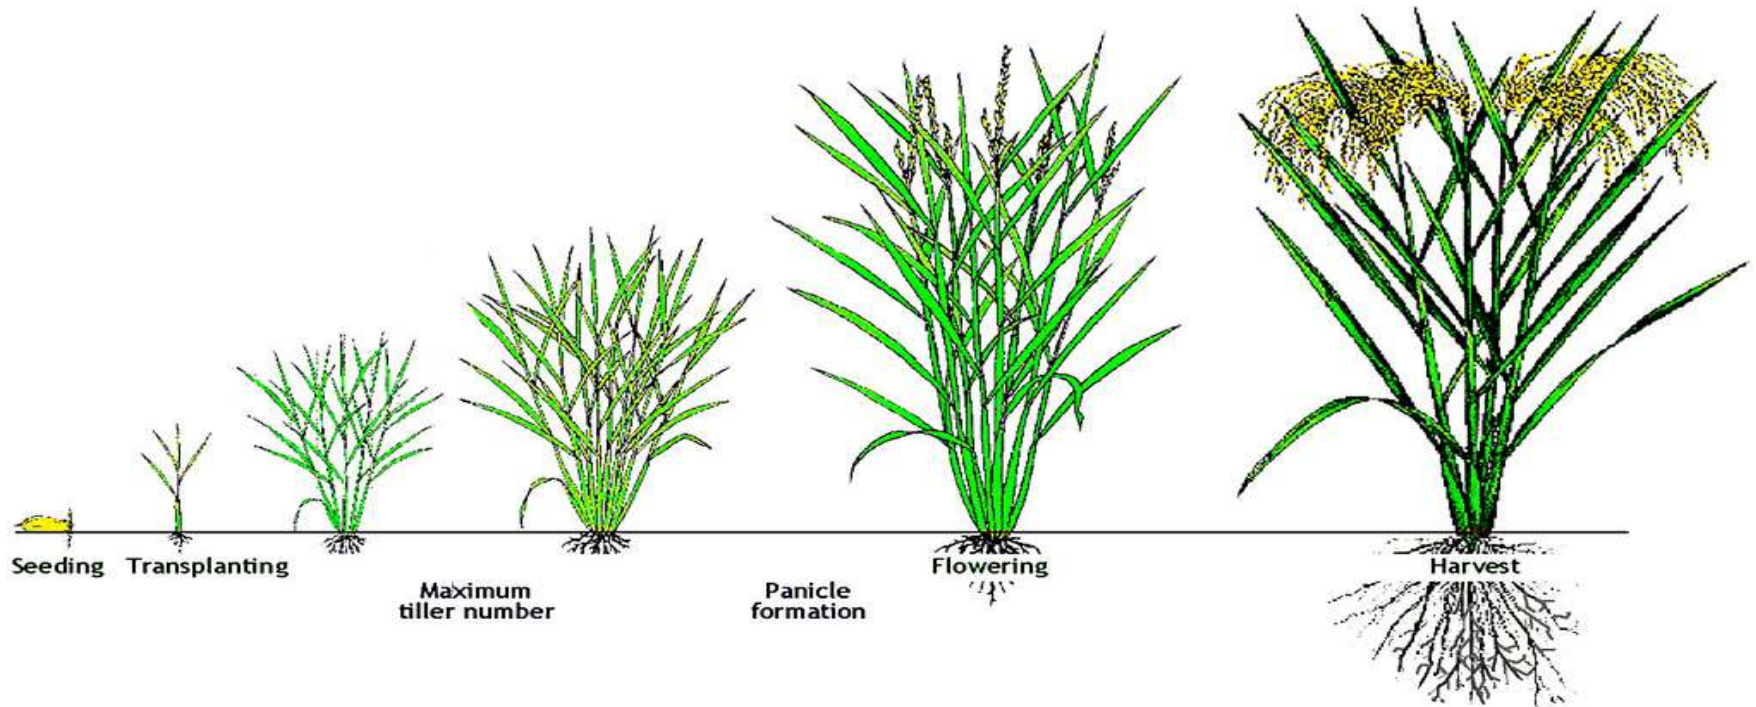 Seeding
Transplanting
Maximum
tiller number
Panicle
formation
Flowering
Harvest